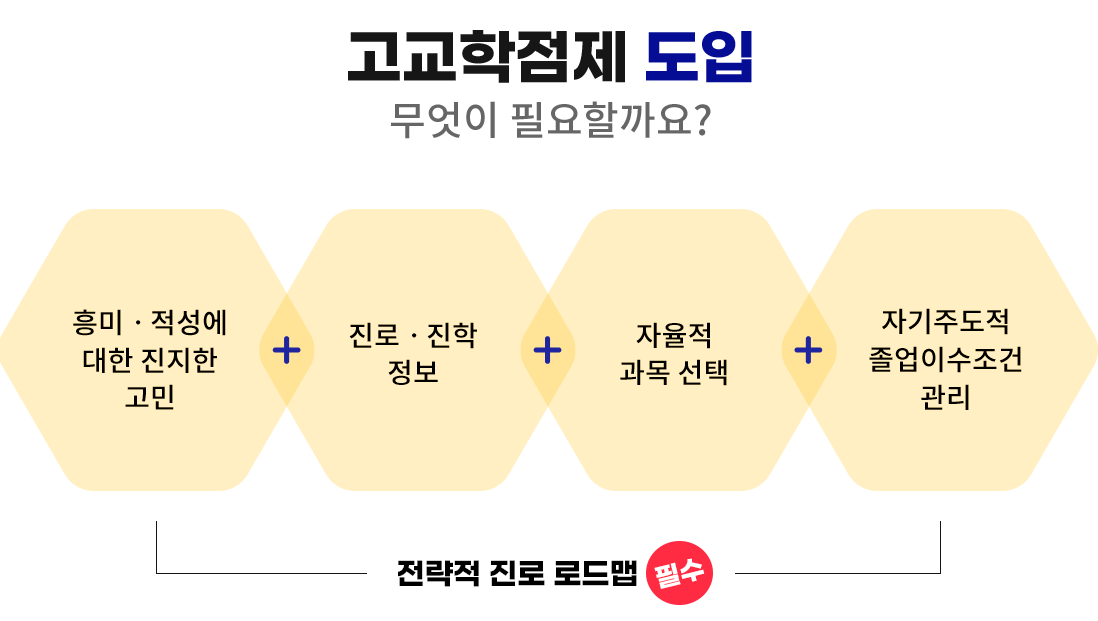 고교학점제 도입
무엇이 필요할까요?
흥미 · 적성에
대한 진지한
고민
+
진로 · 진학
정보
+
자율적
과목 선택
+
자기주도적
졸업이수조건
관리
전략적 진로 로드맵 필수